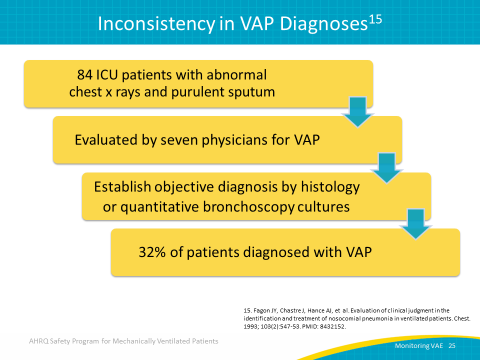 Inconsistency in VAP Diagnoses15
84 ICU patients with abnormal
chest x rays and purulent sputum
Evaluated by seven physicians for VAP
Establish objective diagnosis by histology
or quantitative bronchoscopy cultures
32% of patients diagnosed with VAP
15. Fagon JY, Chastre J, Hance AJ, et al. Evaluation of clinical judgment in the
identification and treatment of nosocomial pneumonia in ventilated patients. Chest.
1993; 103(2):547-53. PMID: 8432152.
AHRQ Safety Program for Mechanically Ventilated Patients
Monitoring VAE 25